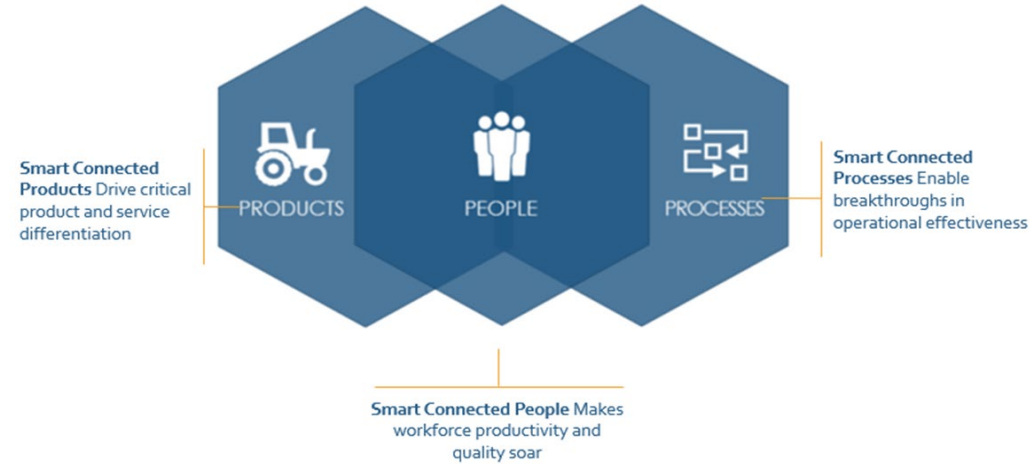 Smart Connected
Products Drive critical
product and service
differentiation
PRODUCTS
PEOPLE
PROCESSES
Smart Connected
Processes Enable
breakthroughs in
operational effectiveness
Smart Connected People Makes
workforce productivity and
quality soar